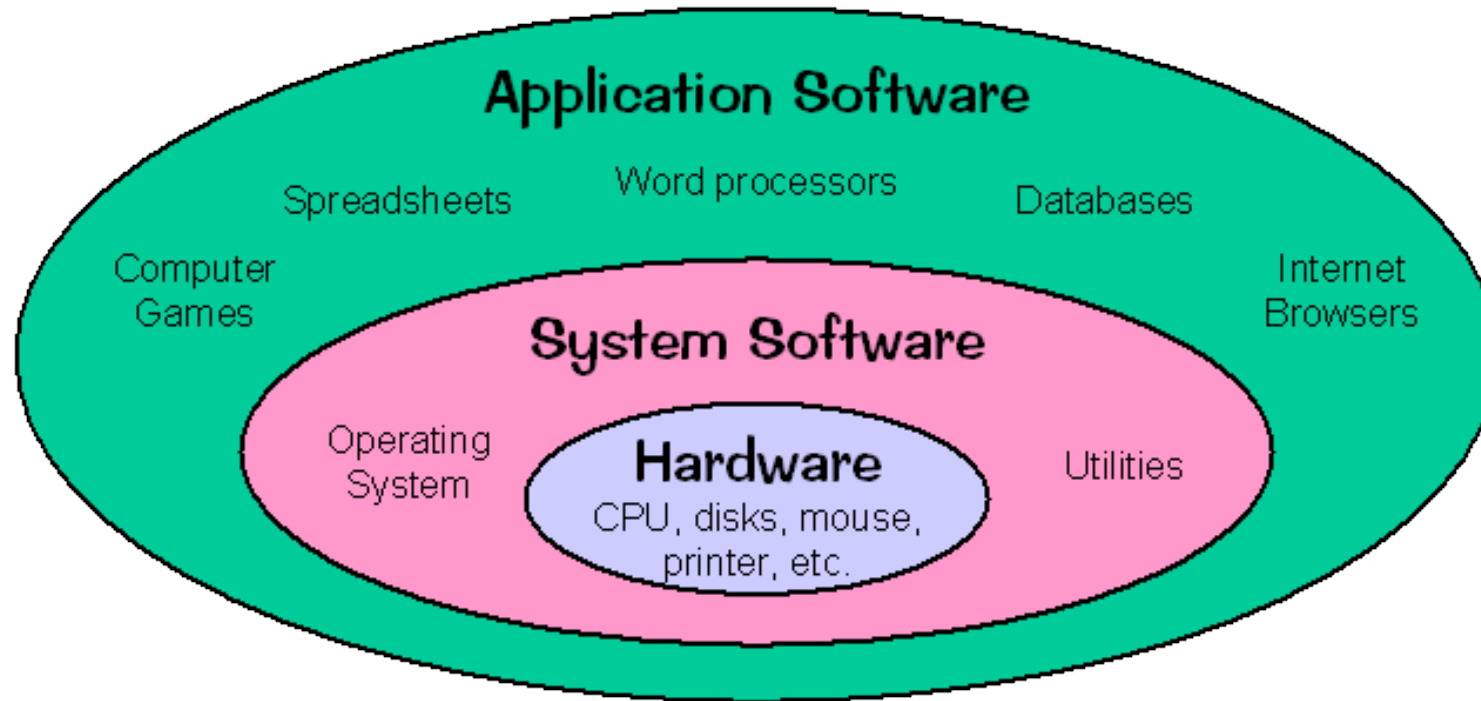 Application Software
Word processors
Spreadsheets
Databases
Computer
Games
Internet
Browsers
System Software
Operating
System
Utilities
Hardware
CPU, disks, mouse,
printer, etc.